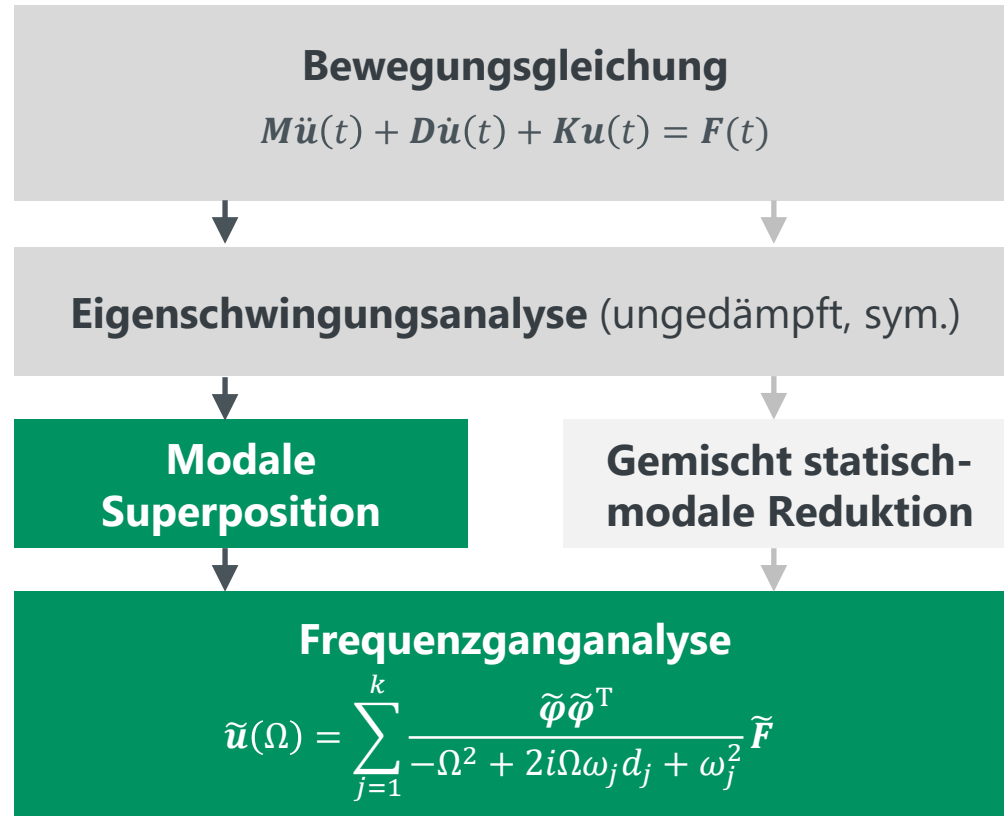 Bewegungsgleichung
𝑴𝒖̈(𝑡) + 𝑫𝒖̇(𝑡) + 𝑲𝒖(𝑡) = 𝑭(𝑡)
Eigenschwingungsanalyse (ungedämpft, sym.)
Modale
Superposition
Gemischt statisch-
modale Reduktion
Frequenzganganalyse
𝒖̃(Ω) = ∑_{𝑗=1}^{𝑘} (𝝋̃𝝋̃ᵀ)/(−Ω² + 2𝑖Ω𝜔_𝑗𝑑_𝑗 + 𝜔_𝑗²) 𝑭̃